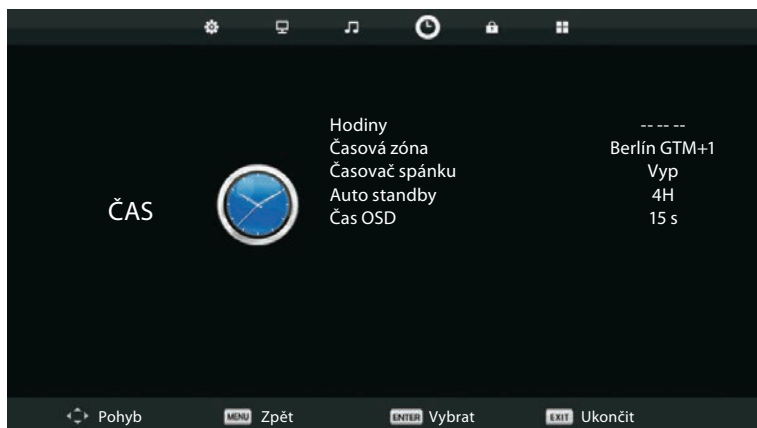 Hodiny -- -- --
Časová zóna Berlín GTM+1
Časovač spánku Vyp
Auto standby 4H
ČAS
Čas OSD 15 s
Pohyb MENU Zpět ENTER Vybrat EXIT Ukončit